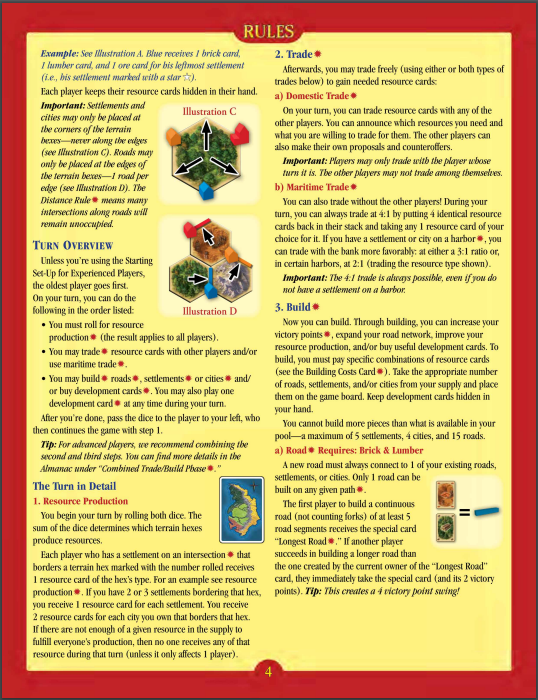 RULES
Example: See Illustration A. Blue receives 1 brick card,
1 lumber card, and 1 ore card for his leftmost settlement
(i.e., his settlement marked with a star ☆).
Each player keeps their resource cards hidden in their hand.
Important: Settlements and
cities may only be placed at
the corners of the terrain
hexes—never along the edges
(see Illustration C). Roads may
only be placed at the edges of
the terrain hexes—1 road per
edge (see Illustration D). The
Distance Rule✹ means many
intersections along roads will
remain unoccupied.
Illustration C
Illustration D
TURN OVERVIEW
Unless you're using the Starting
Set-Up for Experienced Players,
the oldest player goes first.
On your turn, you can do the
following in the order listed:
• You must roll for resource
production✹ (the result applies to all players).
• You may trade✹ resource cards with other players and/or
use maritime trade✹.
• You may build✹ roads✹, settlements✹ or cities✹ and/
or buy development cards✹. You may also play one
development card✹ at any time during your turn.
After you're done, pass the dice to the player to your left, who
then continues the game with step 1.
Tip: For advanced players, we recommend combining the
second and third steps. You can find more details in the
Almanac under "Combined Trade/Build Phase✹."
The Turn in Detail
1. Resource Production
You begin your turn by rolling both dice. The
sum of the dice determines which terrain hexes
produce resources.
Each player who has a settlement on an intersection✹ that
borders a terrain hex marked with the number rolled receives
1 resource card of the hex's type. For an example see resource
production✹. If you have 2 or 3 settlements bordering that hex,
you receive 1 resource card for each settlement. You receive
2 resource cards for each city you own that borders that hex.
If there are not enough of a given resource in the supply to
fulfill everyone's production, then no one receives any of that
resource during that turn (unless it only affects 1 player).
2. Trade✹
Afterwards, you may trade freely (using either or both types of
trades below) to gain needed resource cards:
a) Domestic Trade✹
On your turn, you can trade resource cards with any of the
other players. You can announce which resources you need and
what you are willing to trade for them. The other players can
also make their own proposals and counteroffers.
Important: Players may only trade with the player whose
turn it is. The other players may not trade among themselves.
b) Maritime Trade✹
You can also trade without the other players! During your
turn, you can always trade at 4:1 by putting 4 identical resource
cards back in their stack and taking any 1 resource card of your
choice for it. If you have a settlement or city on a harbor✹, you
can trade with the bank more favorably: at either a 3:1 ratio or,
in certain harbors, at 2:1 (trading the resource type shown).
Important: The 4:1 trade is always possible, even if you do
not have a settlement on a harbor.
3. Build✹
Now you can build. Through building, you can increase your
victory points✹, expand your road network, improve your
resource production, and/or buy useful development cards. To
build, you must pay specific combinations of resource cards
(see the Building Costs Card✹). Take the appropriate number
of roads, settlements, and/or cities from your supply and place
them on the game board. Keep development cards hidden in
your hand.
You cannot build more pieces than what is available in your
pool—a maximum of 5 settlements, 4 cities, and 15 roads.
a) Road✹ Requires: Brick & Lumber
A new road must always connect to 1 of your existing roads,
settlements, or cities. Only 1 road can be
built on any given path✹.
The first player to build a continuous
road (not counting forks) of at least 5
road segments receives the special card
"Longest Road✹." If another player
succeeds in building a longer road than
the one created by the current owner of the "Longest Road"
card, they immediately take the special card (and its 2 victory
points). Tip: This creates a 4 victory point swing!
=
4